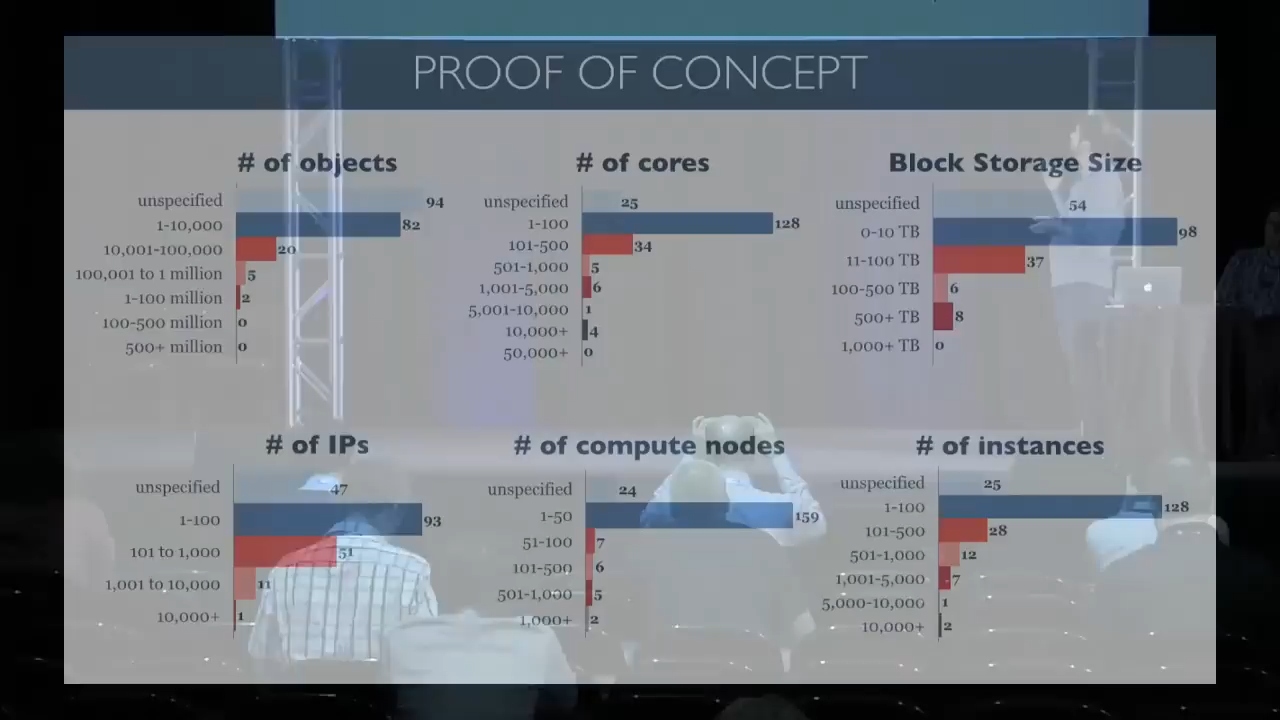 PROOF OF CONCEPT
# of objects
unspecified 94
1-10,000 82
10,001-100,000 20
100,001 to 1 million 5
1-100 million 2
100-500 million 0
500+ million 0
# of cores
unspecified 25
1-100 128
101-500 34
501-1,000 5
1,001-5,000 6
5,001-10,000 1
10,000+ 4
50,000+ 0
Block Storage Size
unspecified 54
0-10 TB 98
11-100 TB 37
100-500 TB 6
500+ TB 8
1,000+ TB 0
# of IPs
unspecified 47
1-100 93
101 to 1,000 51
1,001 to 10,000 11
10,000+ 1
# of compute nodes
unspecified 24
1-50 159
51-100 7
101-500 6
501-1,000 5
1,000+ 2
# of instances
unspecified 25
1-100 128
101-500 28
501-1,000 12
1,001-5,000 7
5,000-10,000 1
10,000+ 2